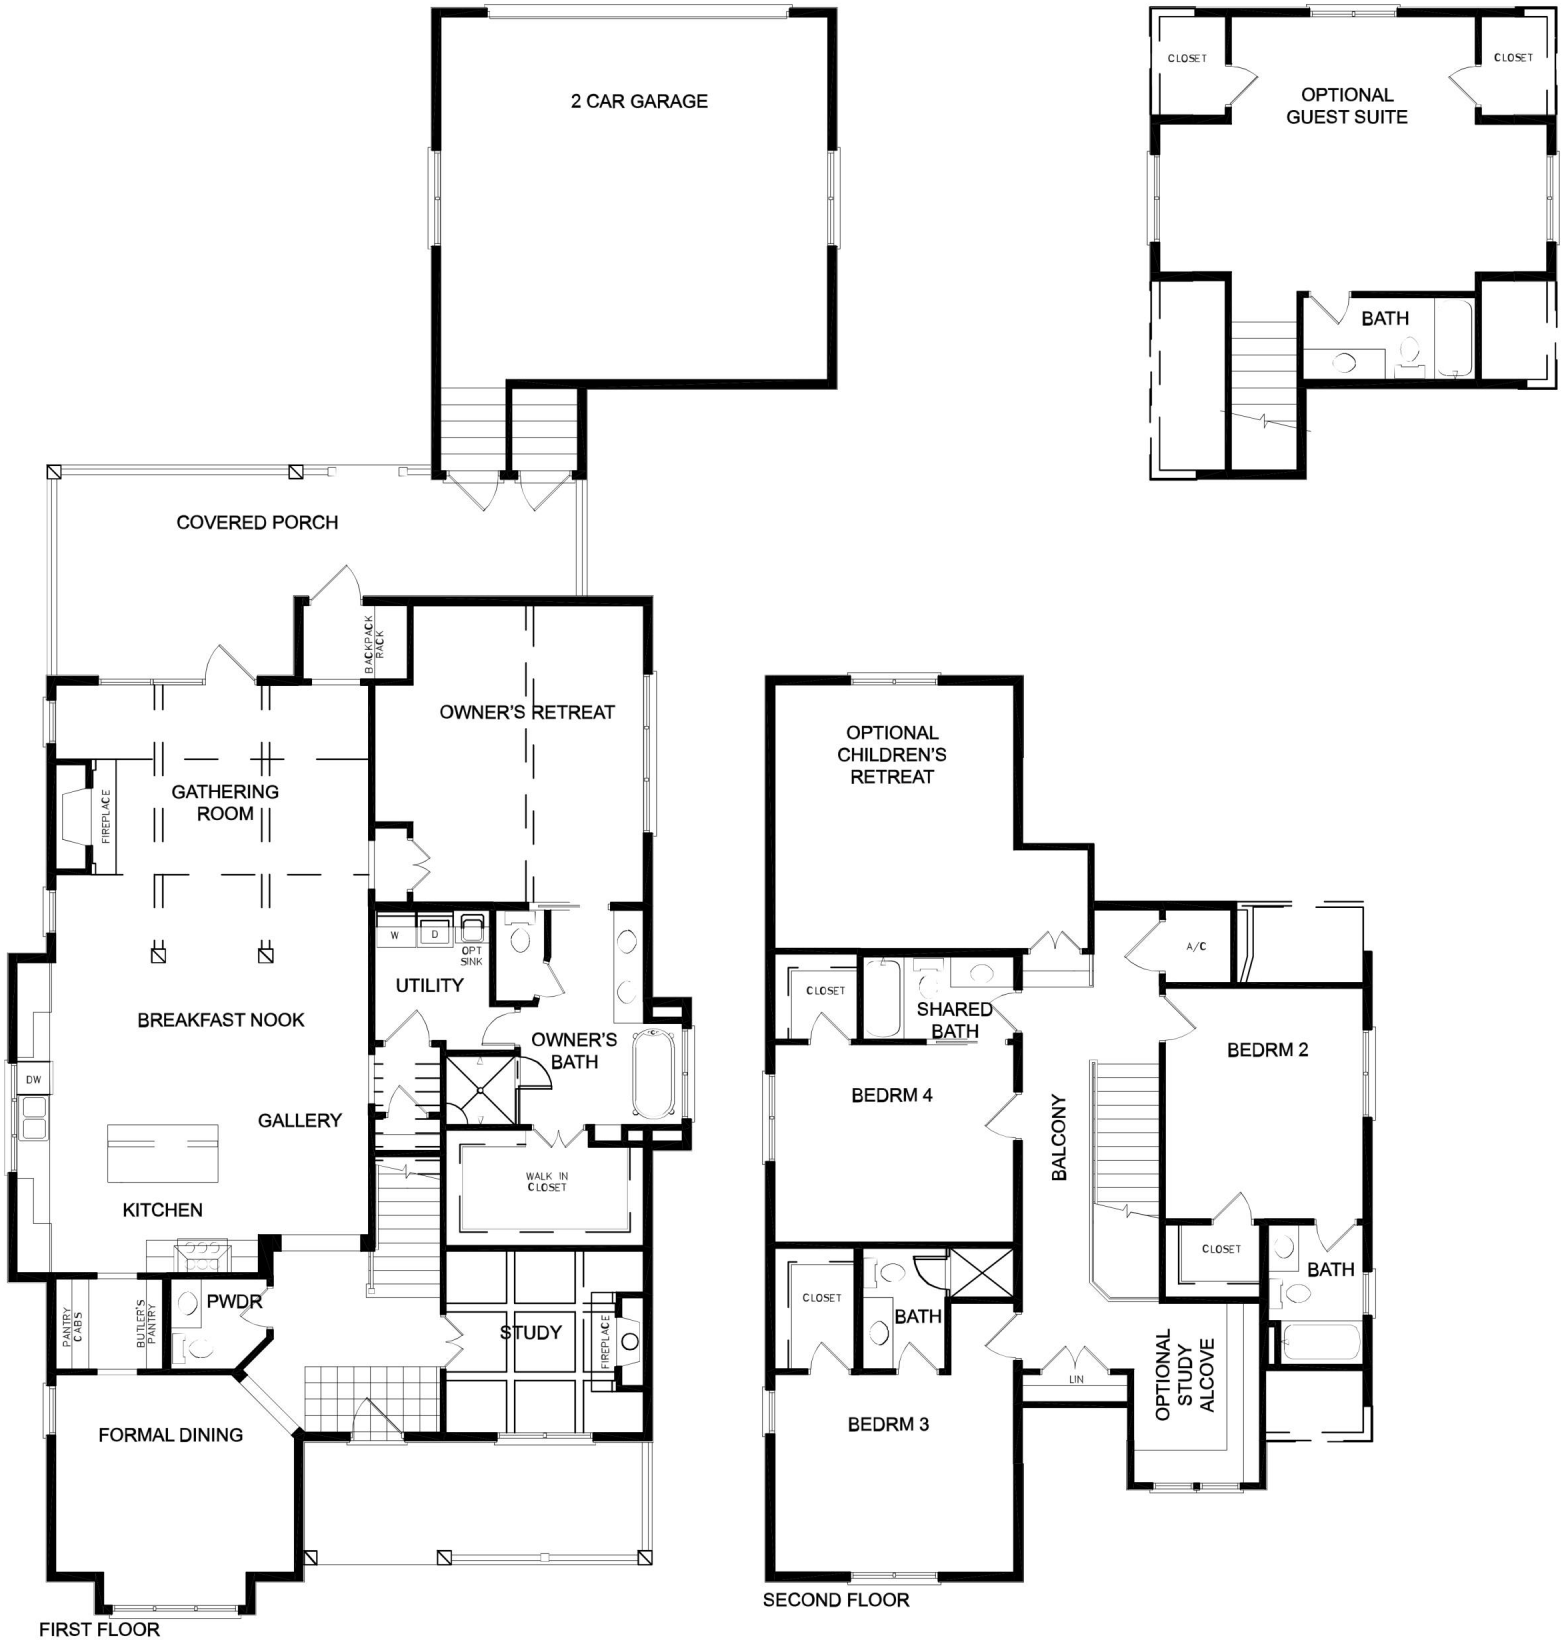 2 CAR GARAGE
CLOSET
OPTIONAL
GUEST SUITE
CLOSET
BATH
COVERED PORCH
BACKPACK
RACK
OWNER'S RETREAT
GATHERING
ROOM
FIREPLACE
W
D
OPT
SINK
UTILITY
BREAKFAST NOOK
OWNER'S
BATH
DW
GALLERY
WALK IN
CLOSET
KITCHEN
PANTRY
CABS
BUTLER'S
PANTRY
PWDR
STUDY
FIREPLACE
FORMAL DINING
FIRST FLOOR
OPTIONAL
CHILDREN'S
RETREAT
A/C
CLOSET
SHARED
BATH
BEDRM 2
BEDRM 4
BALCONY
CLOSET
BATH
CLOSET
BATH
OPTIONAL
STUDY
ALCOVE
LIN
BEDRM 3
SECOND FLOOR